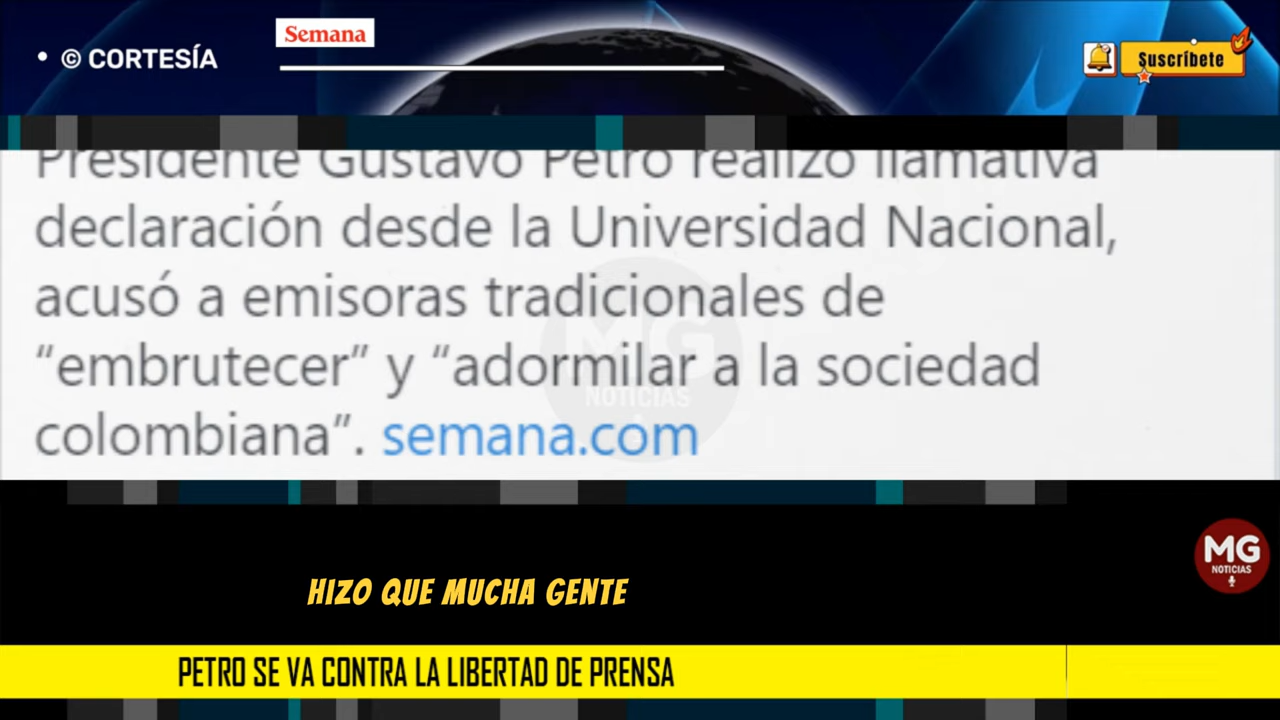 • © CORTESÍA
Semana
Suscríbete
Presidente Gustavo Petro realizó llamativa
declaración desde la Universidad Nacional,
acusó a emisoras tradicionales de
“embrutecer” y “adormilar a la sociedad
colombiana”. semana.com
MG
NOTICIAS
MG
NOTICIAS
HIZO QUE MUCHA GENTE
PETRO SE VA CONTRA LA LIBERTAD DE PRENSA